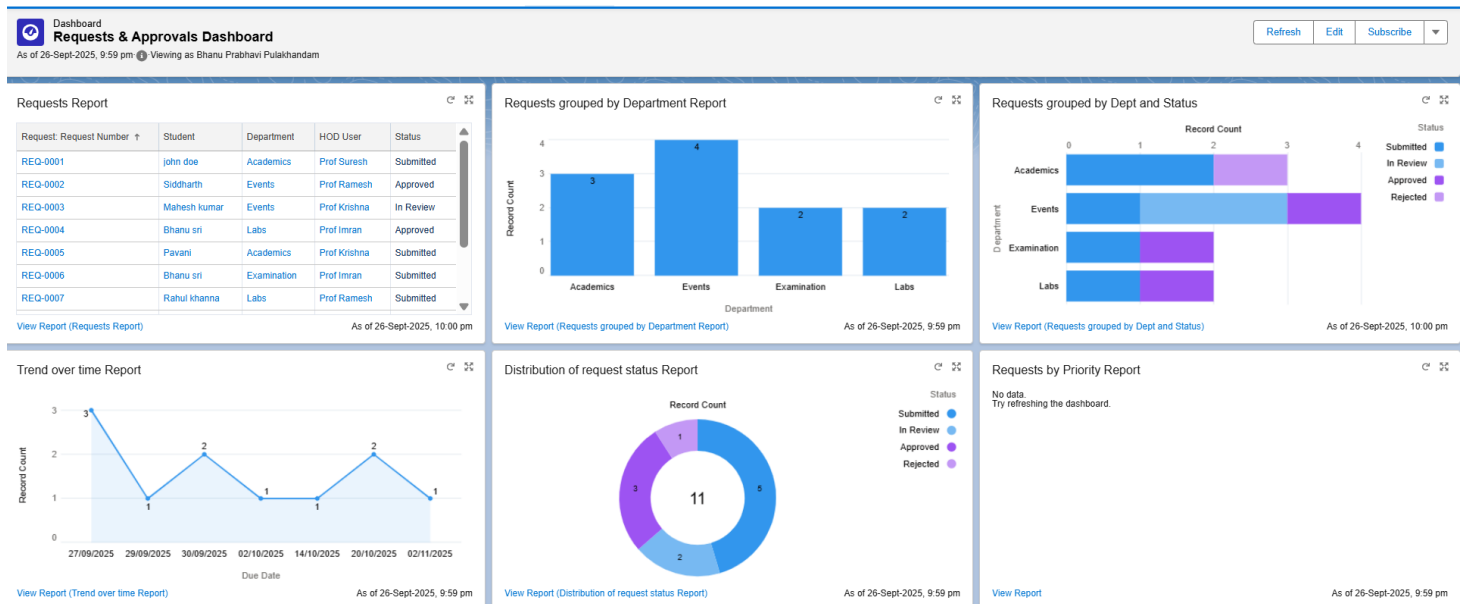 Dashboard
Requests & Approvals Dashboard
As of 26-Sept-2025, 9:59 pm Viewing as Bhanu Prabhavi Pulakhandam
Refresh Edit Subscribe
Requests Report
Request: Request Number ↑ Student Department HOD User Status
REQ-0001 john doe Academics Prof Suresh Submitted
REQ-0002 Siddharth Events Prof Ramesh Approved
REQ-0003 Mahesh kumar Events Prof Krishna In Review
REQ-0004 Bhanu sri Labs Prof Imran Approved
REQ-0005 Pavani Academics Prof Krishna Submitted
REQ-0006 Bhanu sri Examination Prof Imran Submitted
REQ-0007 Rahul khanna Labs Prof Ramesh Submitted
View Report (Requests Report) As of 26-Sept-2025, 10:00 pm
Requests grouped by Department Report
Record Count
4
3
2
1
0
3 4 2 2
Academics Events Examination Labs
Department
View Report (Requests grouped by Department Report) As of 26-Sept-2025, 9:59 pm
Requests grouped by Dept and Status
Record Count
0 1 2 3 4
Department
Academics
Events
Examination
Labs
Status
Submitted
In Review
Approved
Rejected
View Report (Requests grouped by Dept and Status) As of 26-Sept-2025, 10:00 pm
Trend over time Report
Record Count
3
2
1
0
3 1 2 1 1 2 1
27/09/2025 29/09/2025 30/09/2025 02/10/2025 14/10/2025 20/10/2025 02/11/2025
Due Date
View Report (Trend over time Report) As of 26-Sept-2025, 9:59 pm
Distribution of request status Report
Record Count
1
3 11 5
2
Status
Submitted
In Review
Approved
Rejected
View Report (Distribution of request status Report) As of 26-Sept-2025, 9:59 pm
Requests by Priority Report
No data.
Try refreshing the dashboard.
View Report As of 26-Sept-2025, 9:59 pm